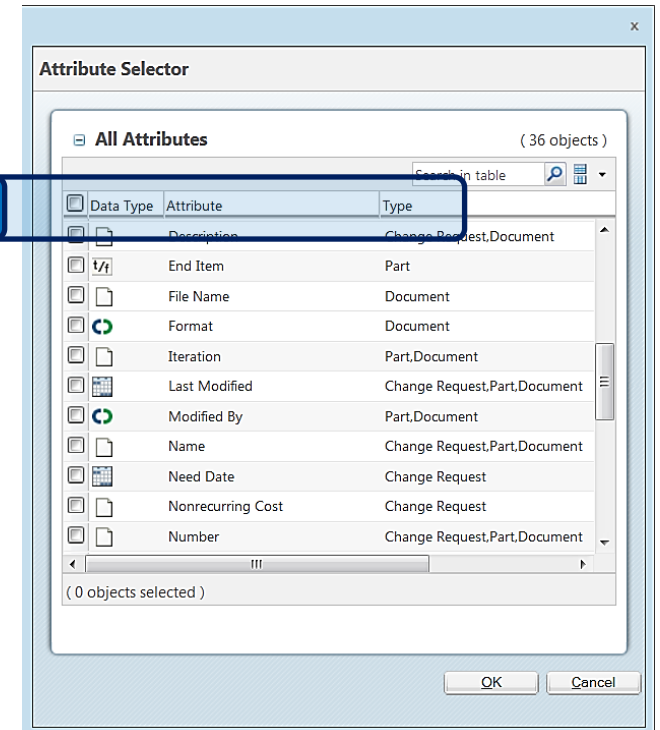 x
Attribute Selector
All Attributes ( 36 objects )
Search in table
Data Type Attribute Type
Description Change Request,Document
t/f End Item Part
File Name Document
Format Document
Iteration Part,Document
Last Modified Change Request,Part,Document
Modified By Part,Document
Name Change Request,Part,Document
Need Date Change Request
Nonrecurring Cost Change Request
Number Change Request,Part,Document
( 0 objects selected )
OK Cancel